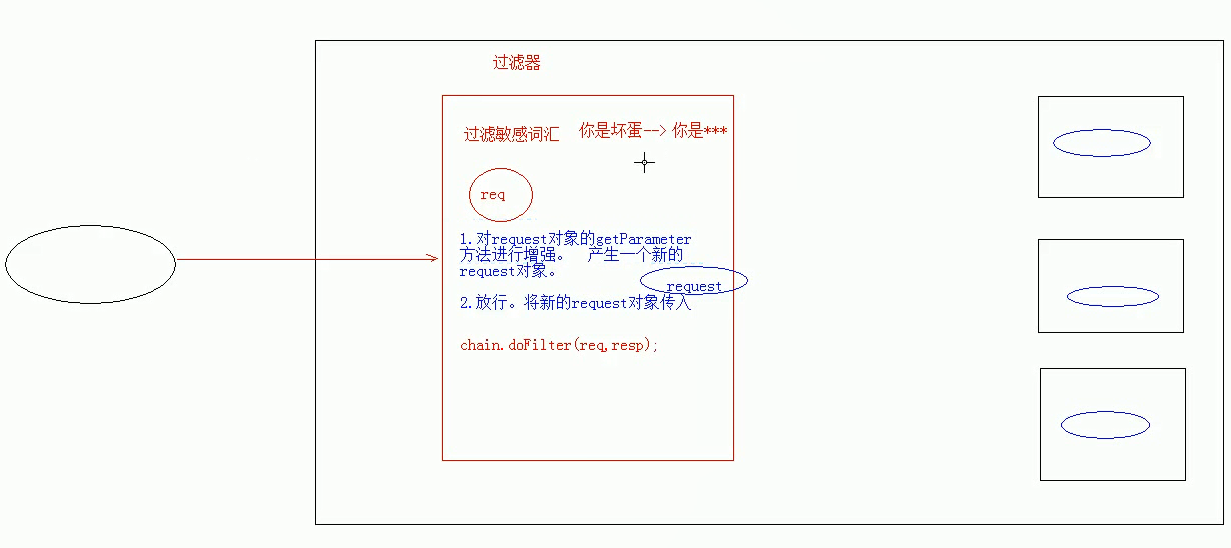 过滤器
过滤敏感词汇
你是坏蛋--> 你是***
req
1.对request对象的getParameter
方法进行增强。 产生一个新的
request对象。
request
2.放行。将新的request对象传入
chain.doFilter(req,resp);